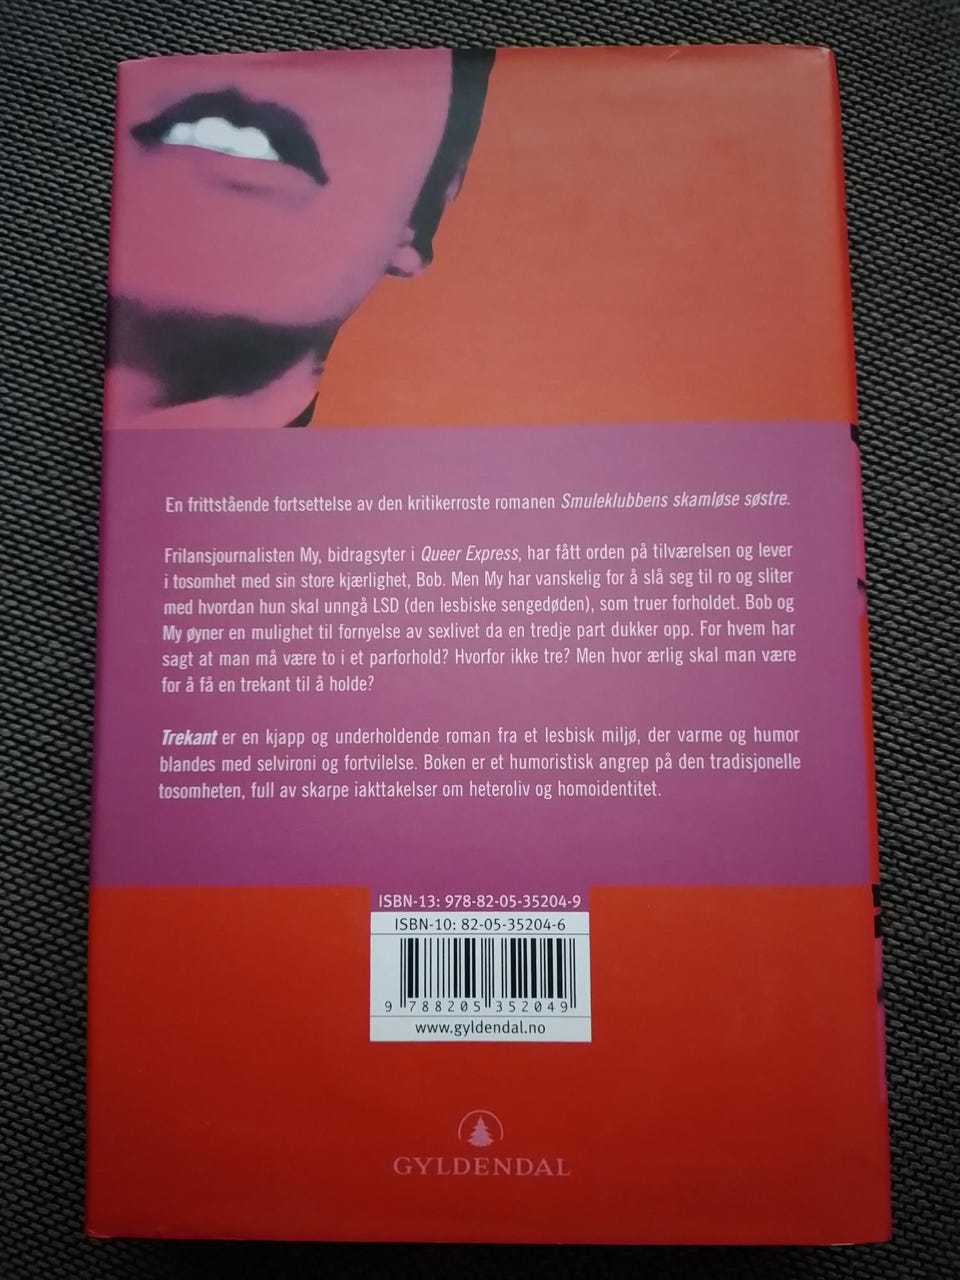 En frittstående fortsettelse av den kritikerroste romanen Smuleklubbens skamløse søstre.
Frilansjournalisten My, bidragsyter i Queer Express, har fått orden på tilværelsen og lever
i tosomhet med sin store kjærlighet, Bob. Men My har vanskelig for å slå seg til ro og sliter
med hvordan hun skal unngå LSD (den lesbiske sengedøden), som truer forholdet. Bob og
My øyner en mulighet til fornyelse av sexlivet da en tredje part dukker opp. For hvem har
sagt at man må være to i et parforhold? Hvorfor ikke tre? Men hvor ærlig skal man være
for å få en trekant til å holde?
Trekant er en kjapp og underholdende roman fra et lesbisk miljø, der varme og humor
blandes med selvironi og fortvilelse. Boken er et humoristisk angrep på den tradisjonelle
tosomheten, full av skarpe iakttakelser om heteroliv og homoidentitet.
ISBN-13: 978-82-05-35204-9
ISBN-10: 82-05-35204-6
9 788205 352049
www.gyldendal.no
GYLDENDAL